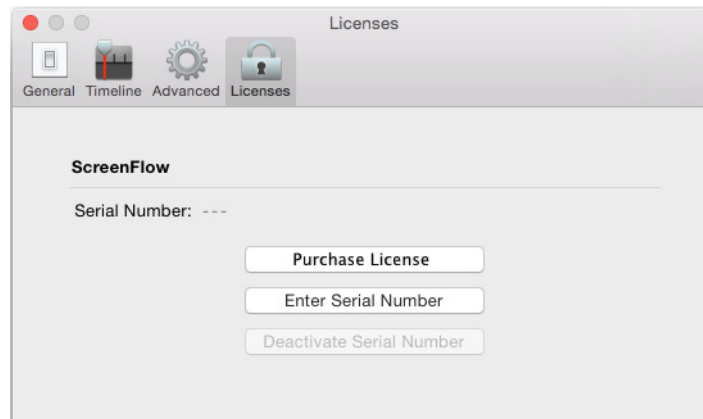 Licenses
General Timeline Advanced Licenses
ScreenFlow
Serial Number: ---
Purchase License
Enter Serial Number
Deactivate Serial Number